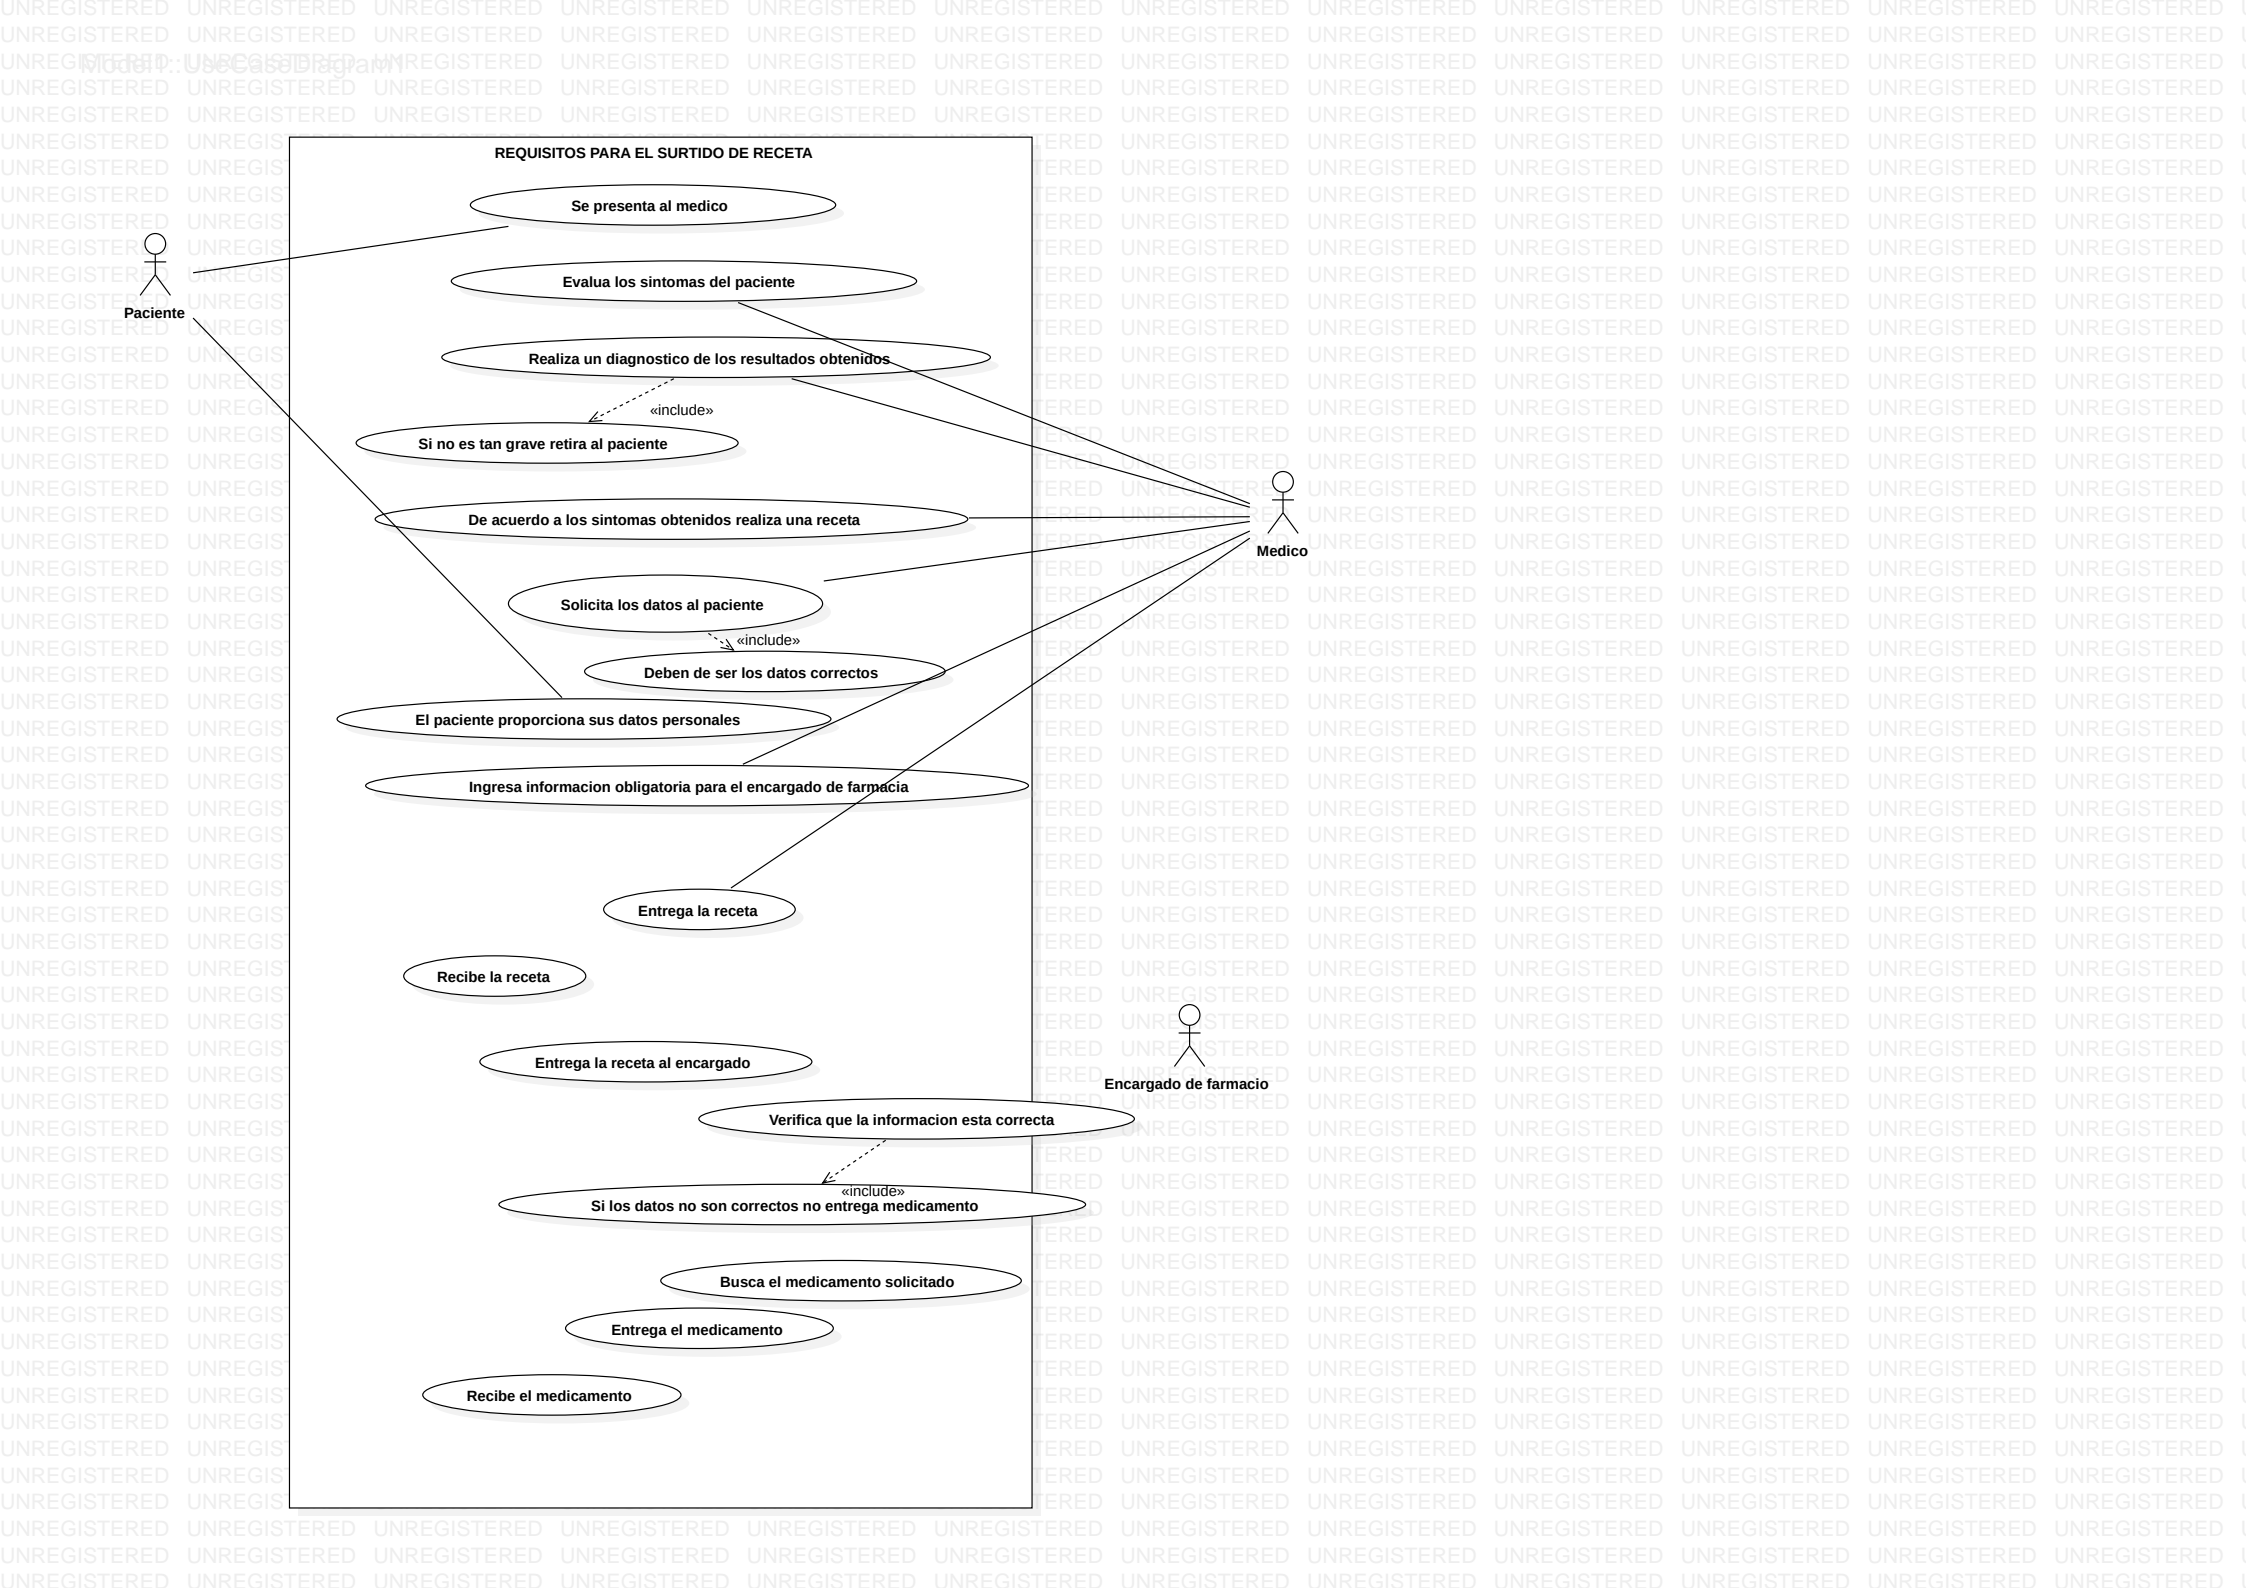 Model1::UseCaseDiagram1
REQUISITOS PARA EL SURTIDO DE RECETA
Se presenta al medico
Paciente
Evalua los sintomas del paciente
Realiza un diagnostico de los resultados obtenidos
«include»
Si no es tan grave retira al paciente
De acuerdo a los sintomas obtenidos realiza una receta
Medico
Solicita los datos al paciente
«include»
Deben de ser los datos correctos
El paciente proporciona sus datos personales
Ingresa informacion obligatoria para el encargado de farmacia
Entrega la receta
Recibe la receta
Entrega la receta al encargado
Encargado de farmacio
Verifica que la informacion esta correcta
«include»
Si los datos no son correctos no entrega medicamento
Busca el medicamento solicitado
Entrega el medicamento
Recibe el medicamento
UNREGISTERED